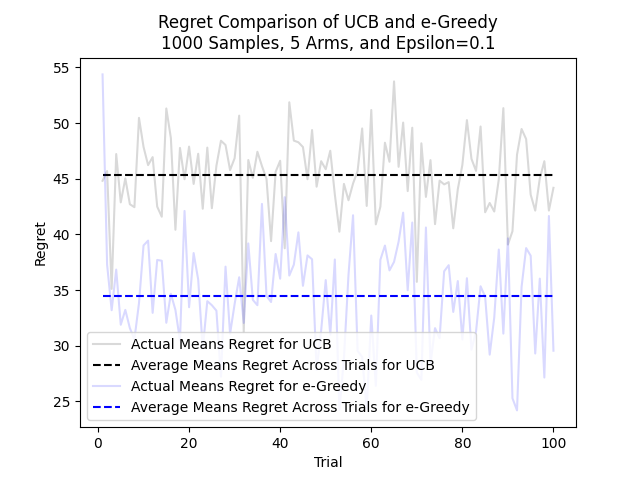 Regret Comparison of UCB and e-Greedy
1000 Samples, 5 Arms, and Epsilon=0.1
55
50
45
40
35
30
25
Regret
Actual Means Regret for UCB
Average Means Regret Across Trials for UCB
Actual Means Regret for e-Greedy
Average Means Regret Across Trials for e-Greedy
0 20 40 60 80 100
Trial